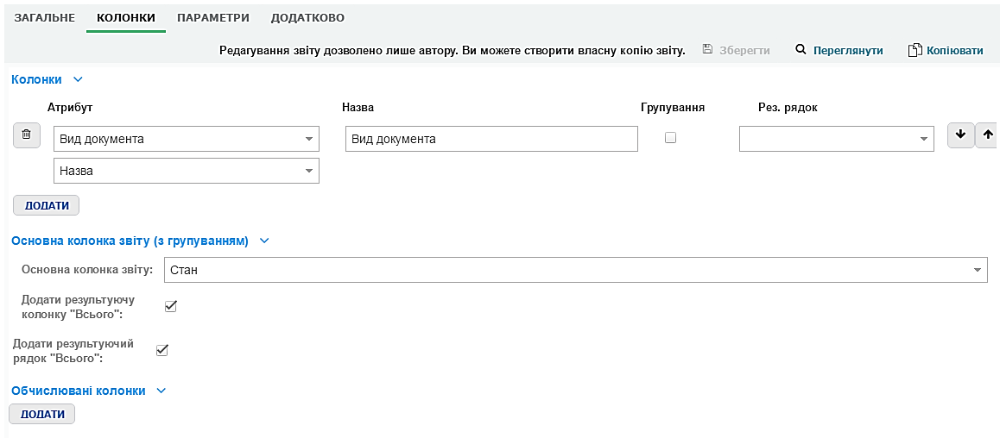 ЗАГАЛЬНЕ КОЛОНКИ ПАРАМЕТРИ ДОДАТКОВО
Редагування звіту дозволено лише автору. Ви можете створити власну копію звіту. Зберегти Переглянути Копіювати
Колонки
Атрибут Назва Групування Рез. рядок
Вид документа Вид документа
Назва
ДОДАТИ
Основна колонка звіту (з групуванням)
Основна колонка звіту: Стан
Додати результуючу
колонку "Всього":
Додати результуючий
рядок "Всього":
Обчислювані колонки
ДОДАТИ